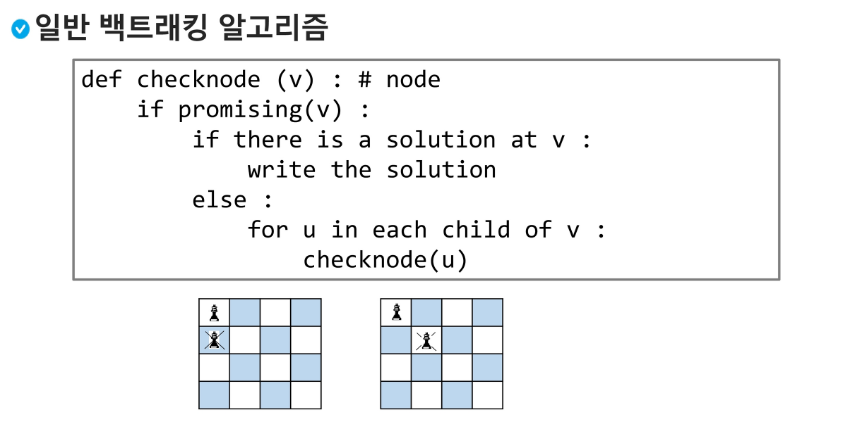 일반 백트래킹 알고리즘
def checknode (v) : # node
    if promising(v) :
        if there is a solution at v :
            write the solution
        else :
            for u in each child of v :
                checknode(u)